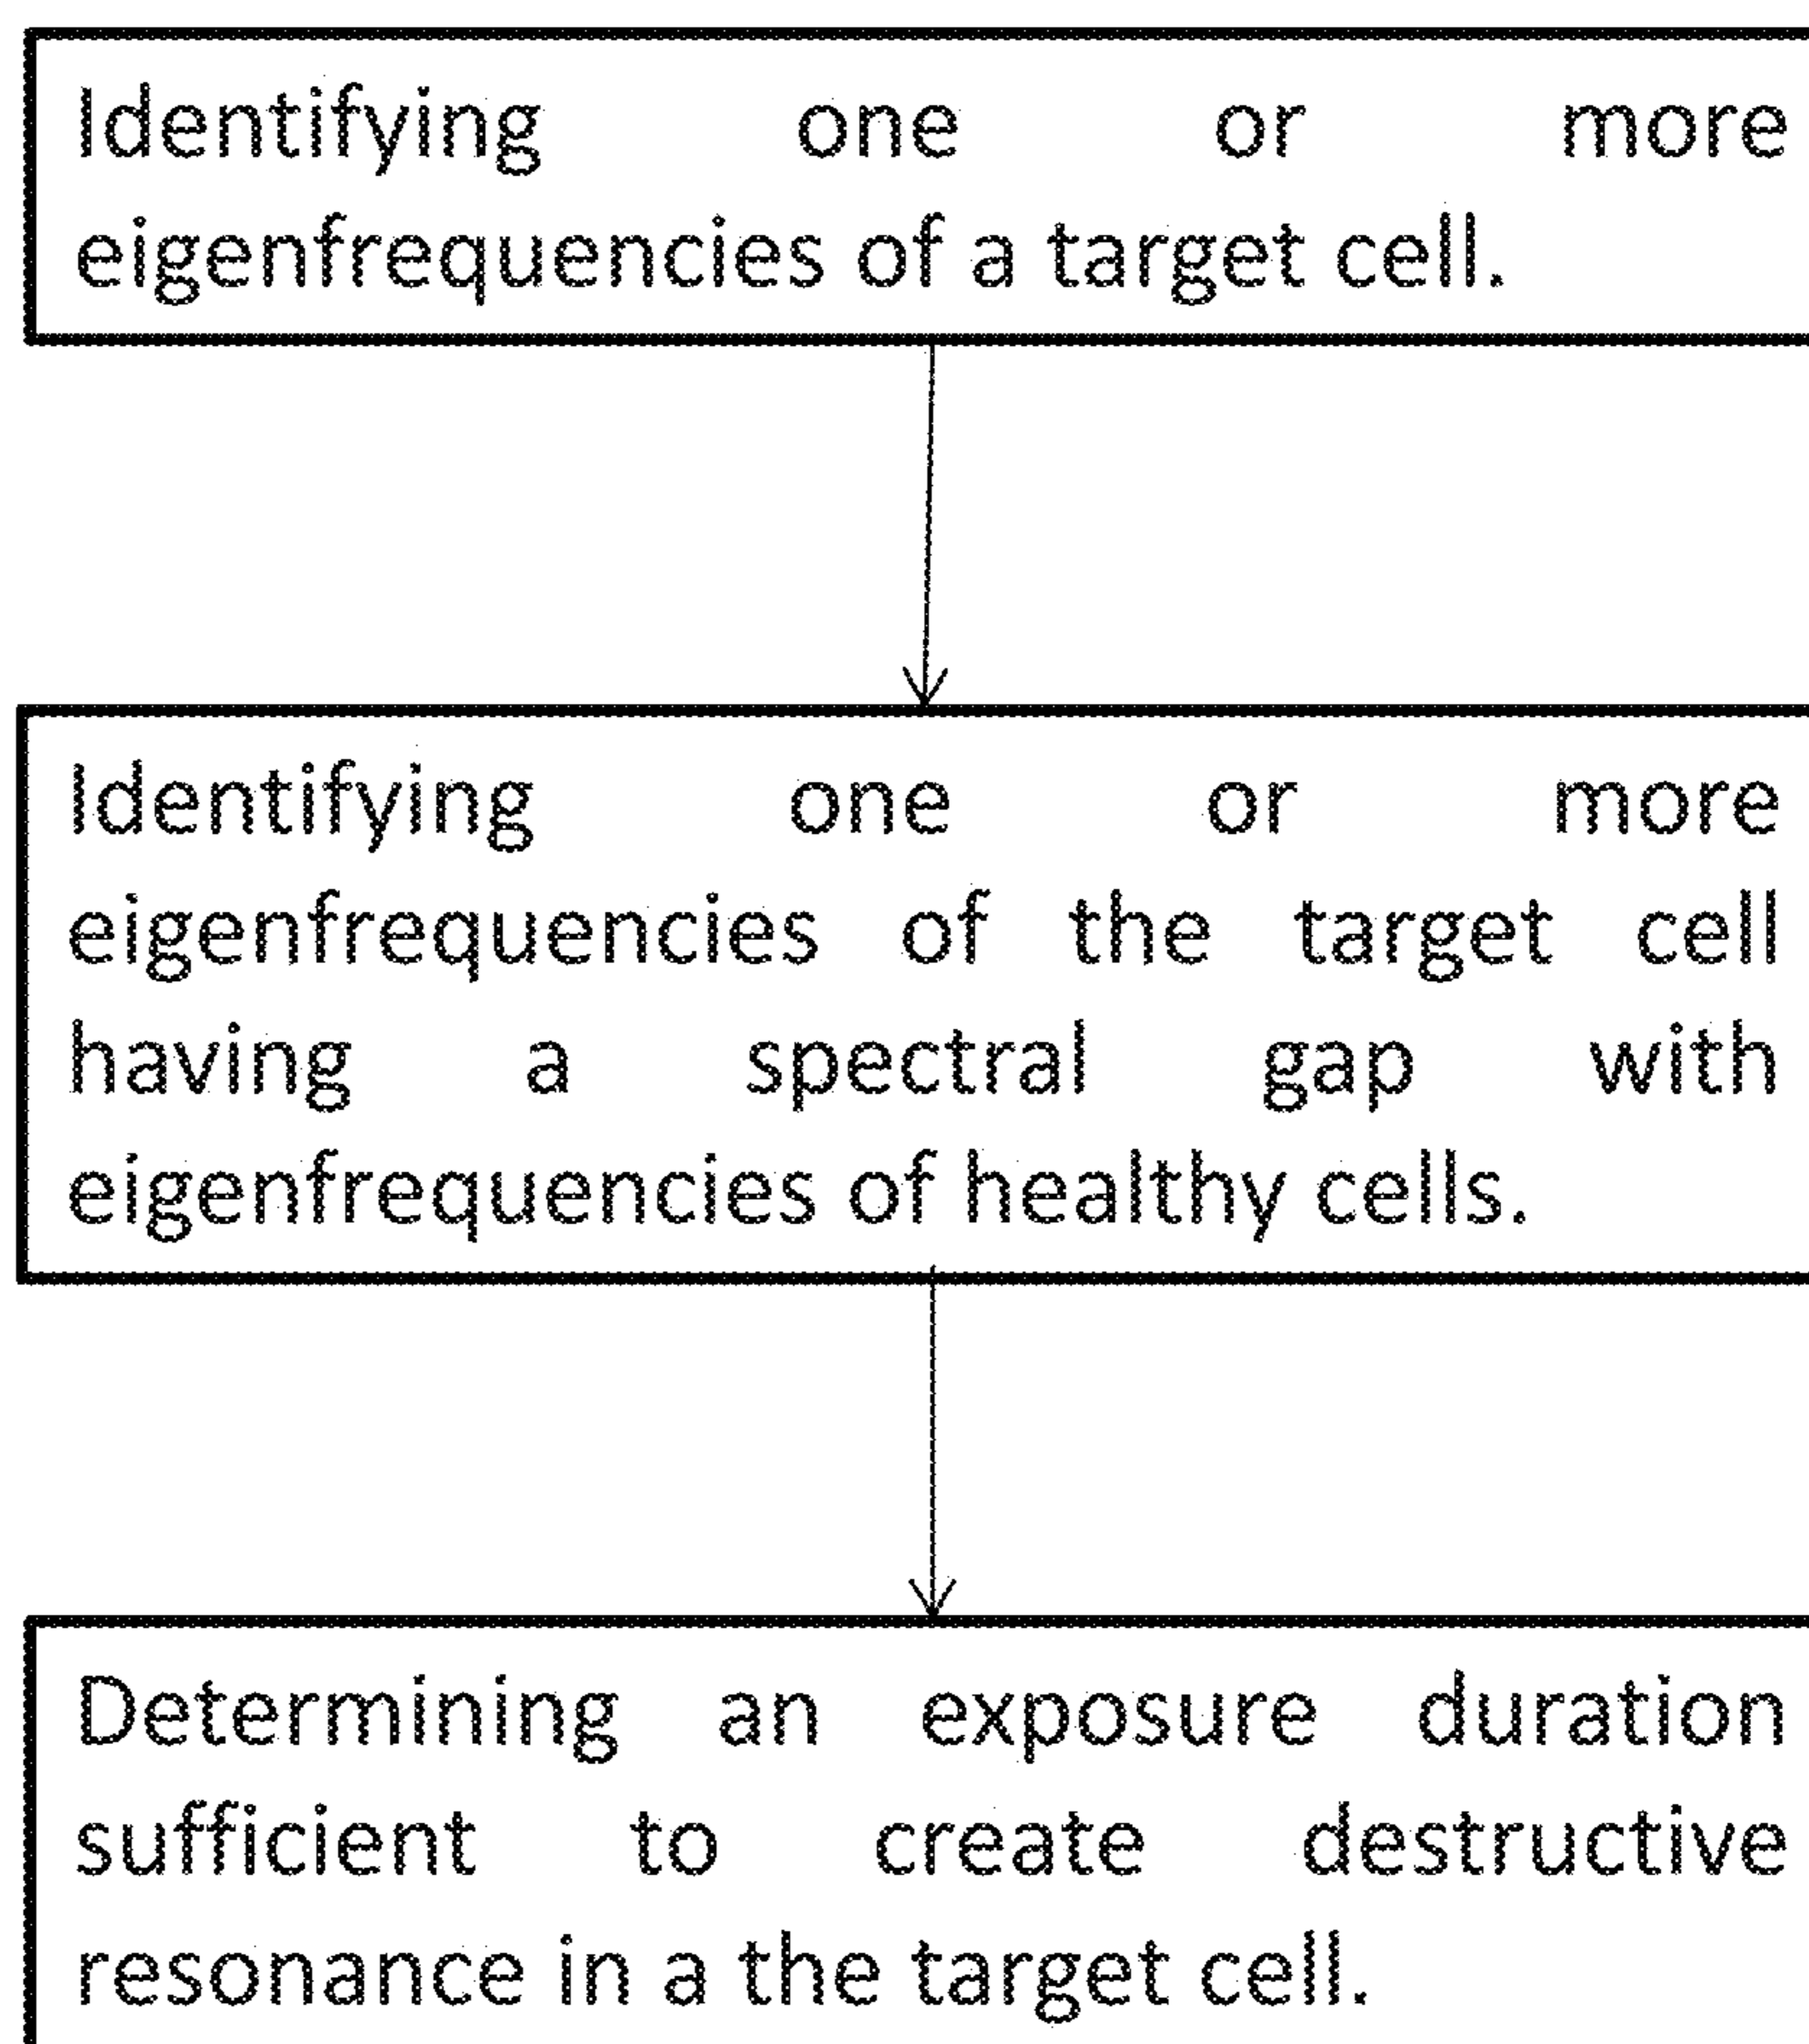 Identifying one or more
eigenfrequencies of a target cell.
Identifying one or more
eigenfrequencies of the target cell
having a spectral gap with
eigenfrequencies of healthy cells.
Determining an exposure duration
sufficient to create destructive
resonance in a the target cell.